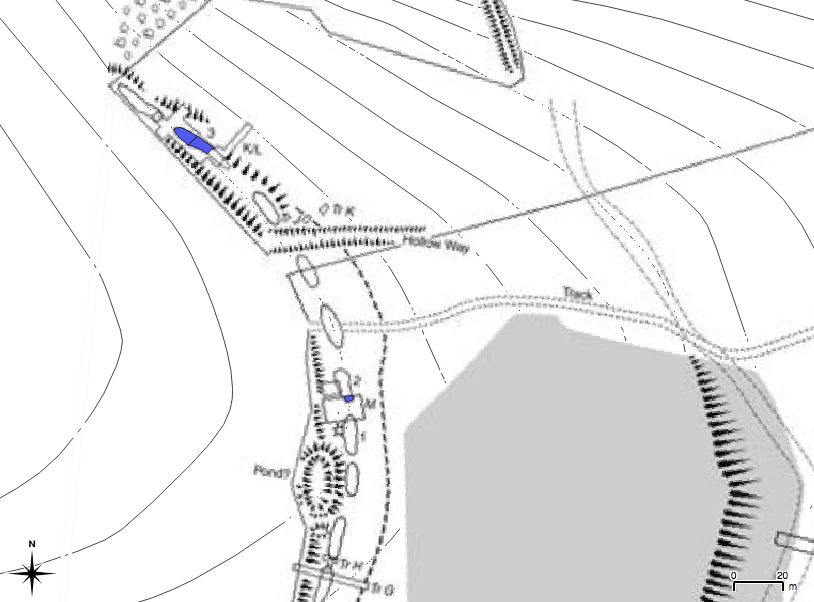 3
K/L
Tr K
Hollow Way
Track
2
M
1
Pond?
N
Tr H
Tr G
0 20
m